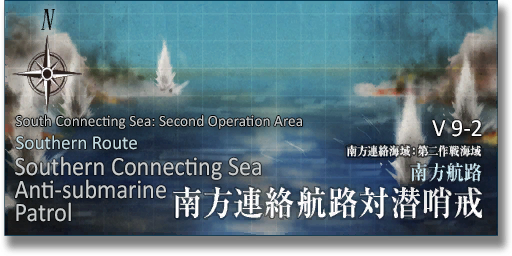 N
South Connecting Sea: Second Operation Area
Southern Route
Southern Connecting Sea
Anti-submarine
Patrol
V 9-2
南方連絡海域：第二作戦海域
南方航路
南方連絡航路対潜哨戒